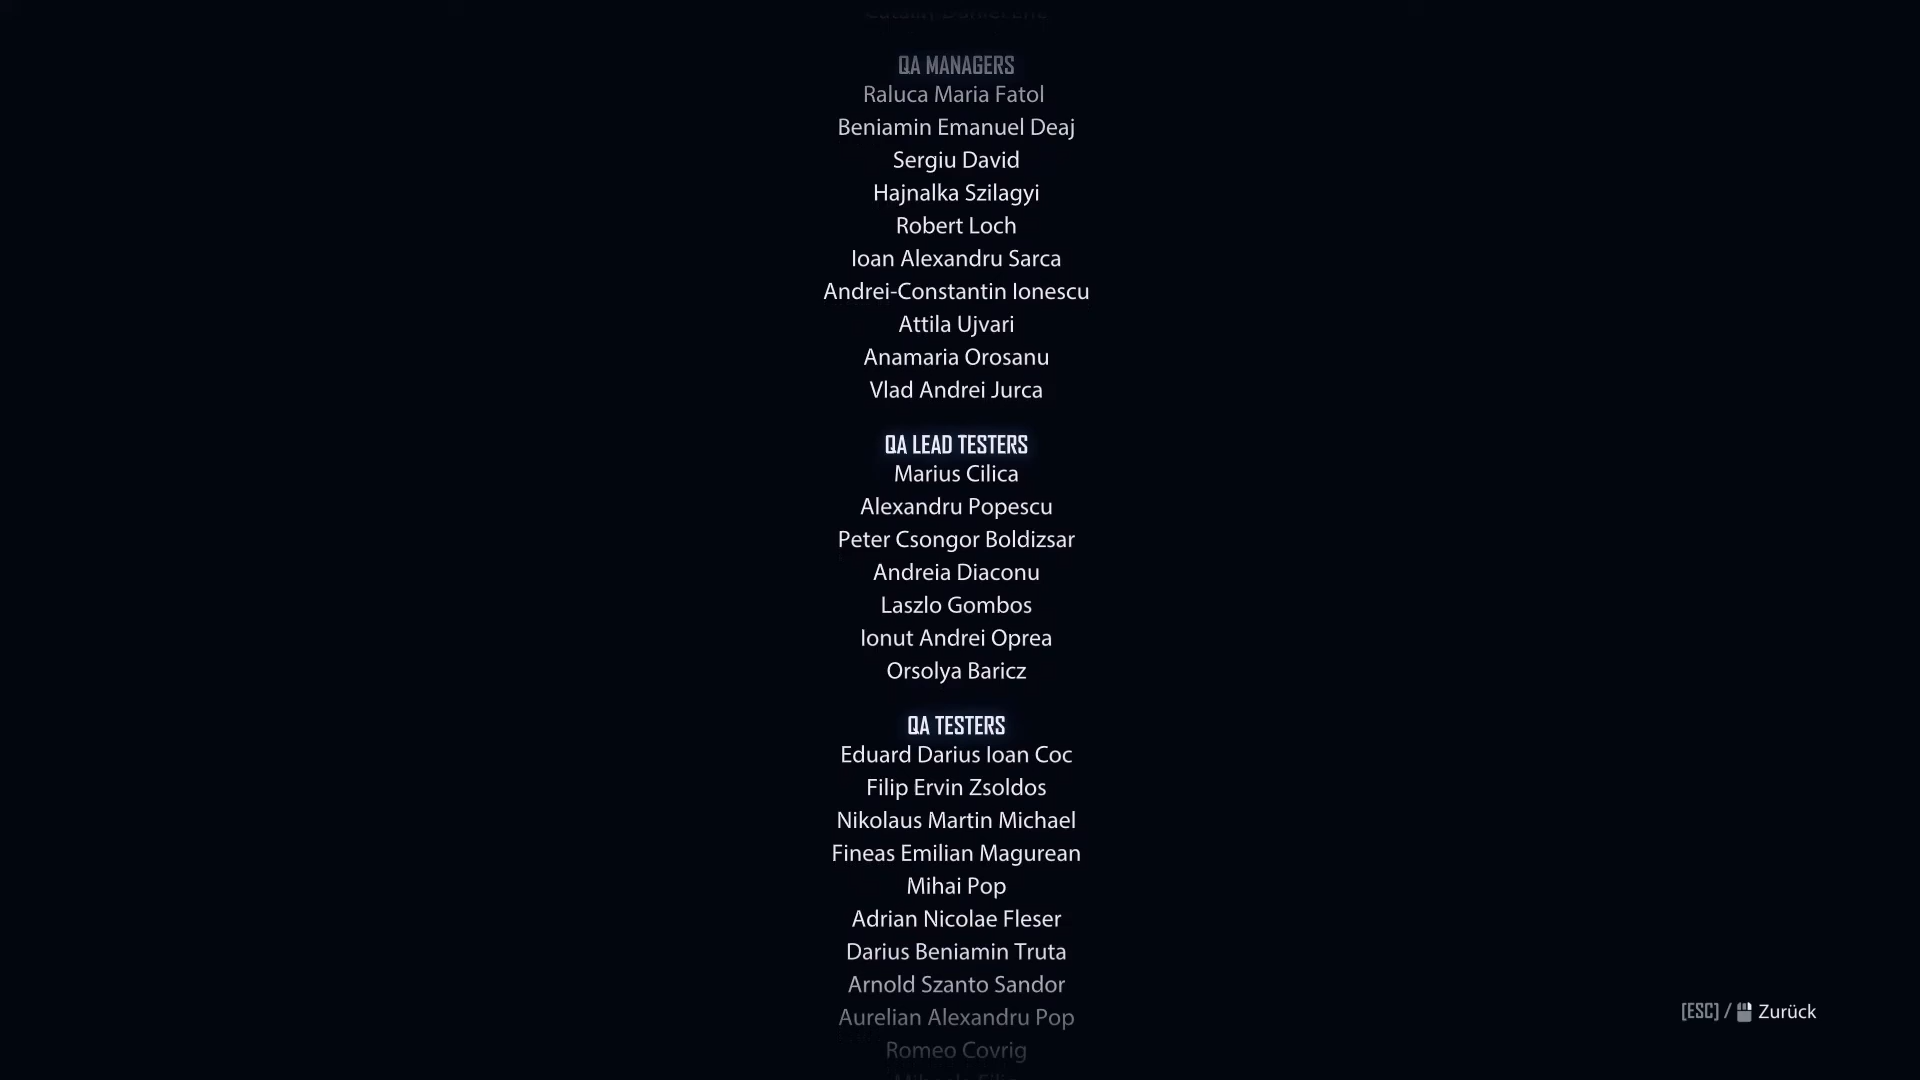 QA MANAGERS
Raluca Maria Fatol
Beniamin Emanuel Deaj
Sergiu David
Hajnalka Szilagyi
Robert Loch
Ioan Alexandru Sarca
Andrei-Constantin Ionescu
Attila Ujvari
Anamaria Orosanu
Vlad Andrei Jurca
QA LEAD TESTERS
Marius Cilica
Alexandru Popescu
Peter Csongor Boldizsar
Andreia Diaconu
Laszlo Gombos
Ionut Andrei Oprea
Orsolya Baricz
QA TESTERS
Eduard Darius Ioan Coc
Filip Ervin Zsoldos
Nikolaus Martin Michael
Fineas Emilian Magurean
Mihai Pop
Adrian Nicolae Fleser
Darius Beniamin Truta
Arnold Szanto Sandor
Aurelian Alexandru Pop
Romeo Covrig
[ESC] / Zurück